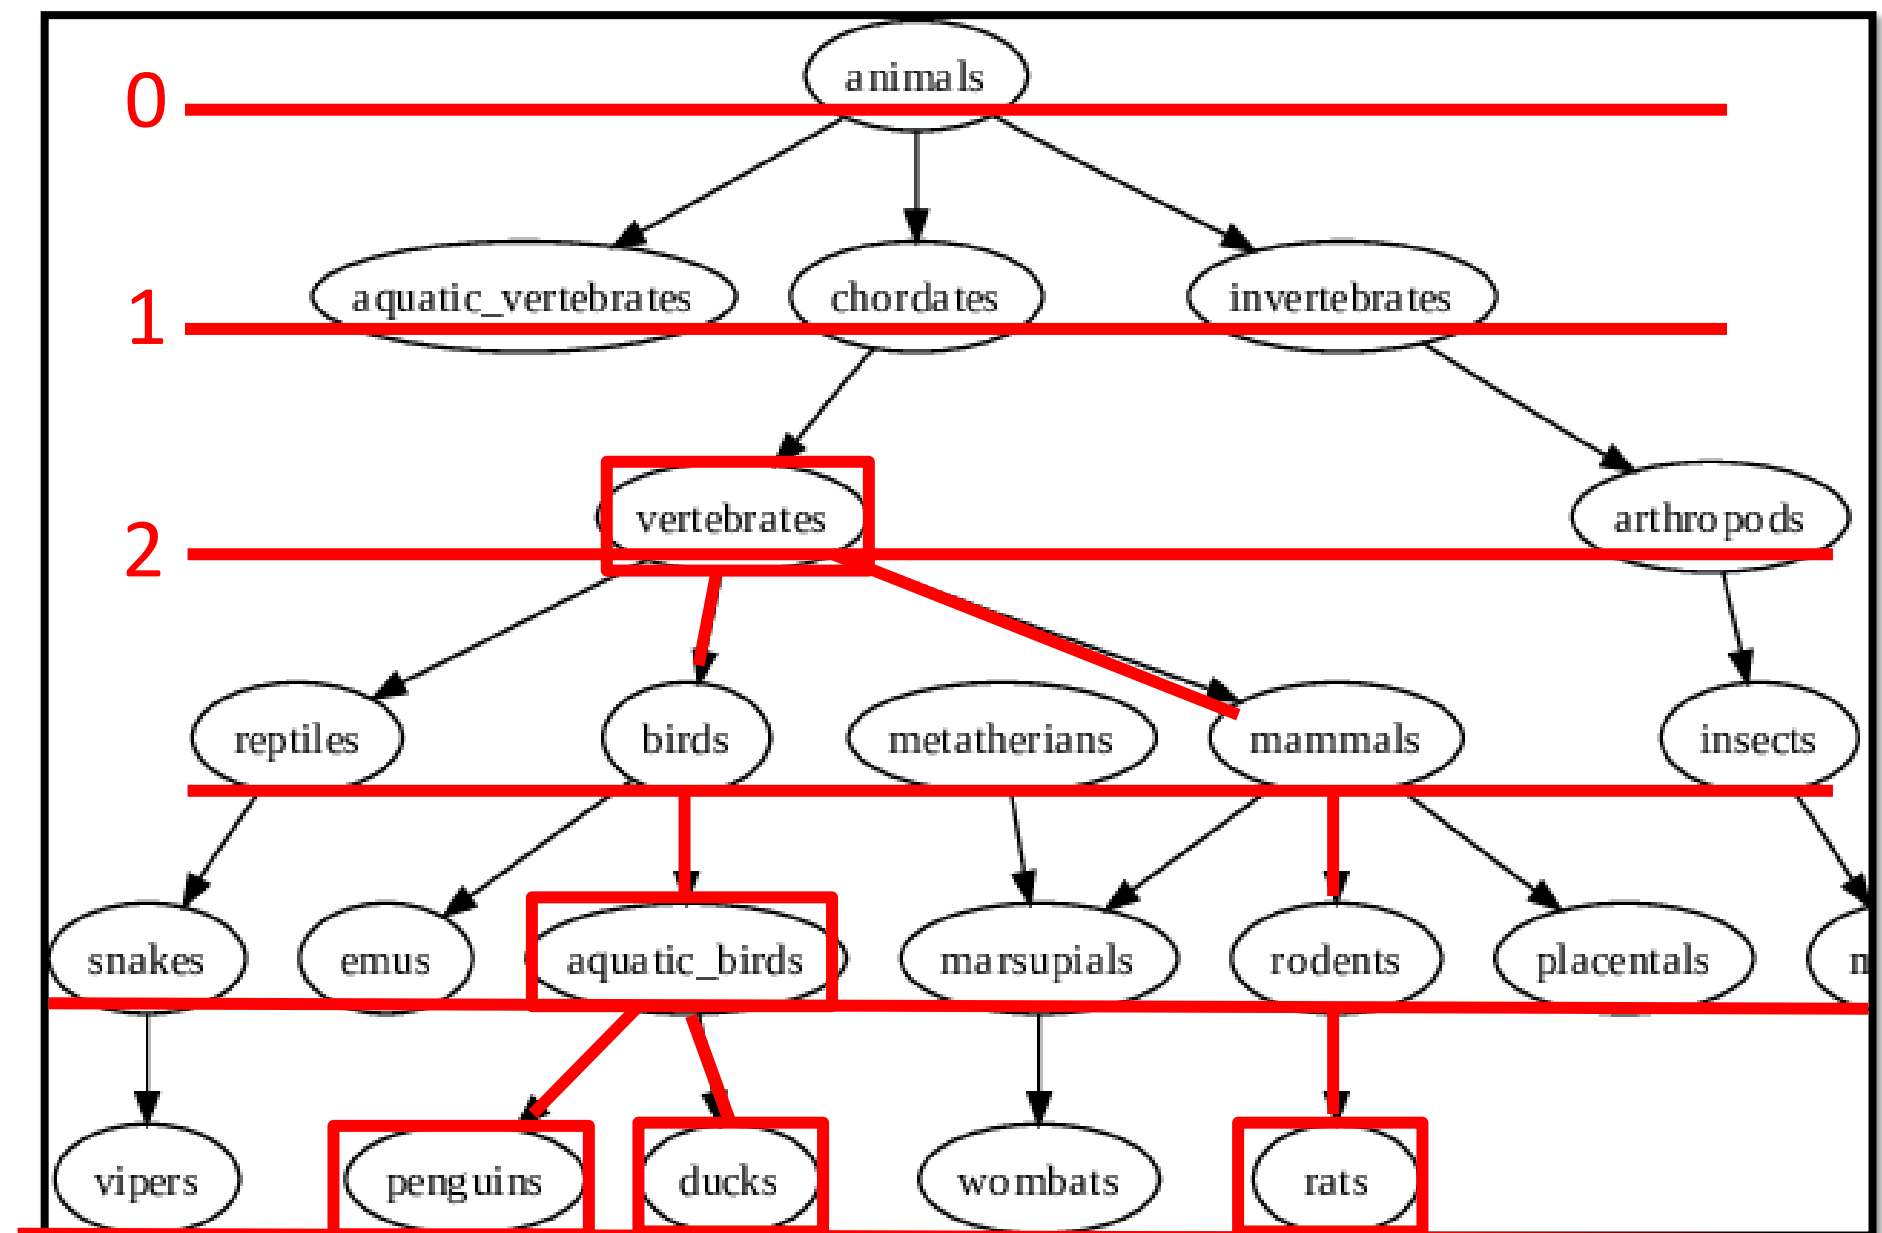 animals
0
aquatic_vertebrates chordates invertebrates
1
vertebrates arthropods
2
reptiles birds metatherians mammals insects
snakes emus aquatic_birds marsupials rodents placentals
vipers penguins ducks wombats rats